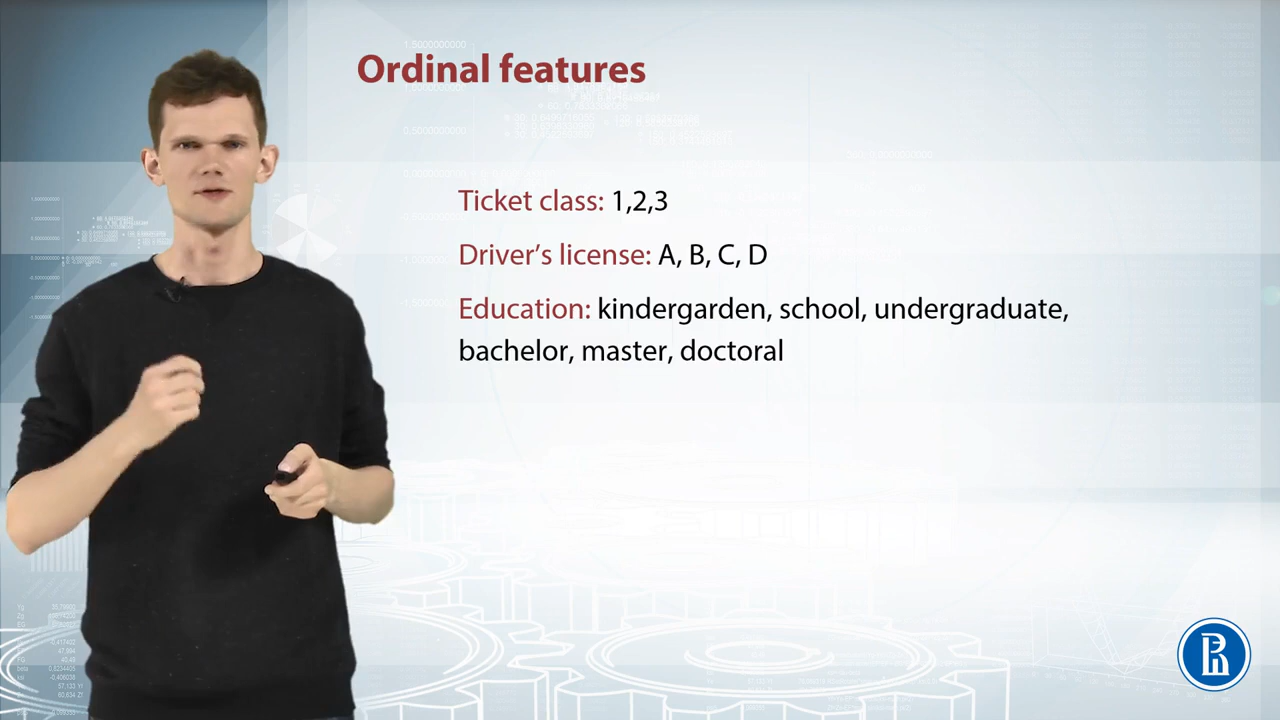 Ordinal features
Ticket class: 1,2,3
Driver’s license: A, B, C, D
Education: kindergarden, school, undergraduate,
bachelor, master, doctoral